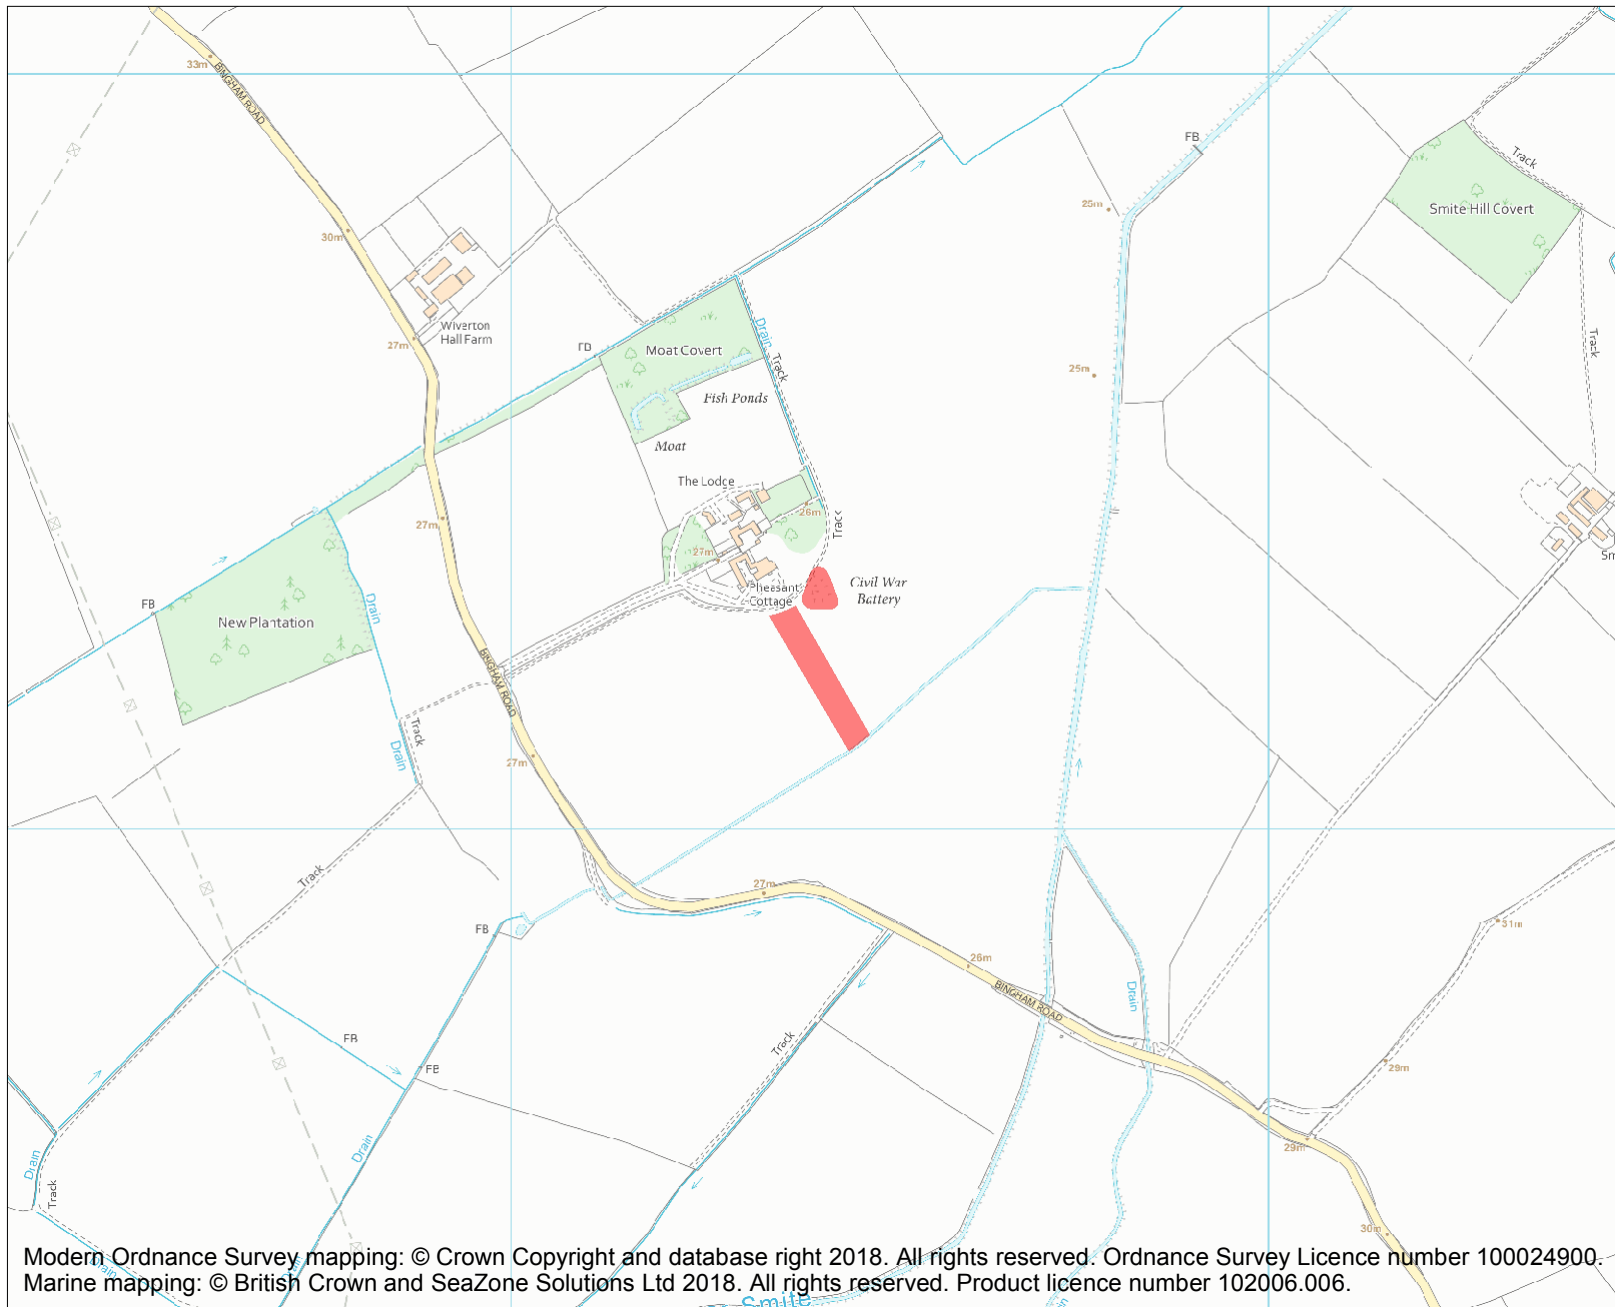 33m
BINGHAM ROAD
FB
Track
25m
Smite Hill Covert
30m
Wiverton
Hall Farm
27m
FB
Moat Covert
Drain
Track
25m
Track
Fish Ponds
Moat
The Lodge
26m
Track
27m
27m
Civil War
Battery
Pheasant
Cottage
FB
New Plantation
Drain
BINGHAM ROAD
Track
Drain
27m
Track
27m
FB
31m
26m
BINGHAM ROAD
Drain
Track
FB
FB
29m
Drain
Drain
Track
29m
30m
Modern Ordnance Survey mapping: © Crown Copyright and database right 2018. All rights reserved. Ordnance Survey Licence number 100024900.
Marine mapping: © British Crown and SeaZone Solutions Ltd 2018. All rights reserved. Product licence number 102006.006.
Drain
Drain
Smite